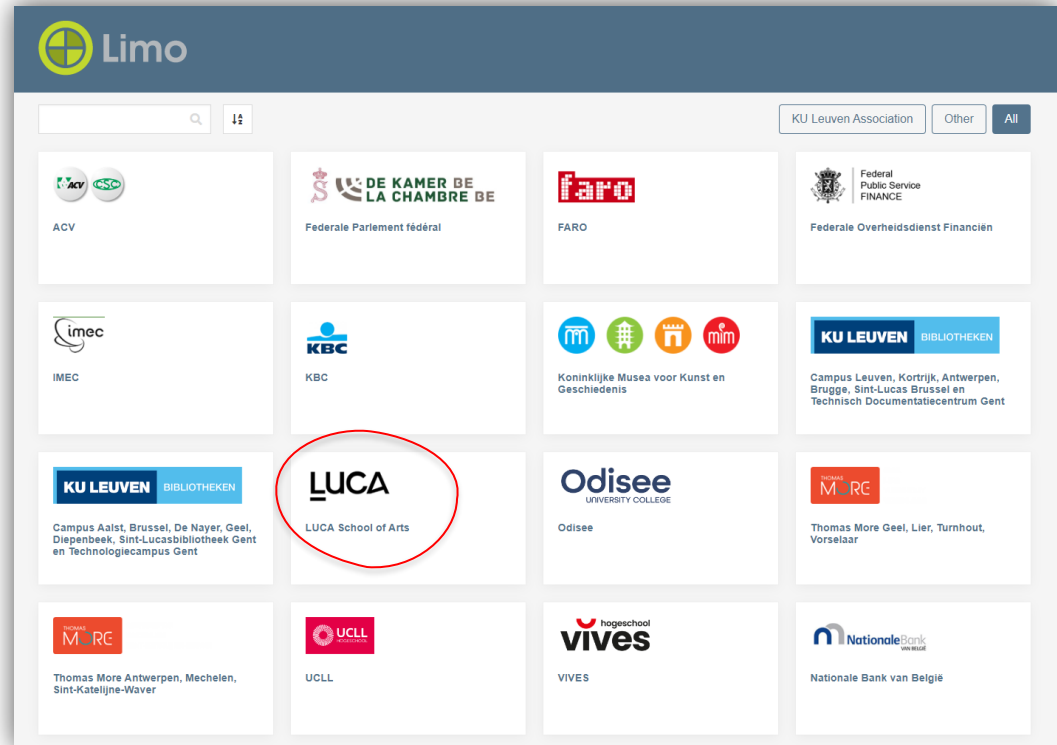 Limo
KU Leuven Association
Other
All
ACV
CSC
ACV
DE KAMER BE
LA CHAMBRE BE
Federale Parlement fédéral
faro
FARO
Federal
Public Service
FINANCE
Federale Overheidsdienst Financiën
imec
IMEC
KBC
KBC
mim
Koninklijke Musea voor Kunst en
Geschiedenis
KU LEUVEN BIBLIOTHEKEN
Campus Leuven, Kortrijk, Antwerpen,
Brugge, Sint-Lucas Brussel en
Technisch Documentatiecentrum Gent
KU LEUVEN BIBLIOTHEKEN
Campus Aalst, Brussel, De Nayer, Geel,
Diepenbeek, Sint-Lucasbibliotheek Gent
en Technologiecampus Gent
LUCA
LUCA School of Arts
Odisee
UNIVERSITY COLLEGE
Odisee
THOMAS
MORE
Thomas More Geel, Lier, Turnhout,
Vorselaar
THOMAS
MORE
Thomas More Antwerpen, Mechelen,
Sint-Katelijne-Waver
UCLL
HOGESCHOOL
UCLL
hogeschool
vives
VIVES
NationaleBank
VAN BELGIË
Nationale Bank van België